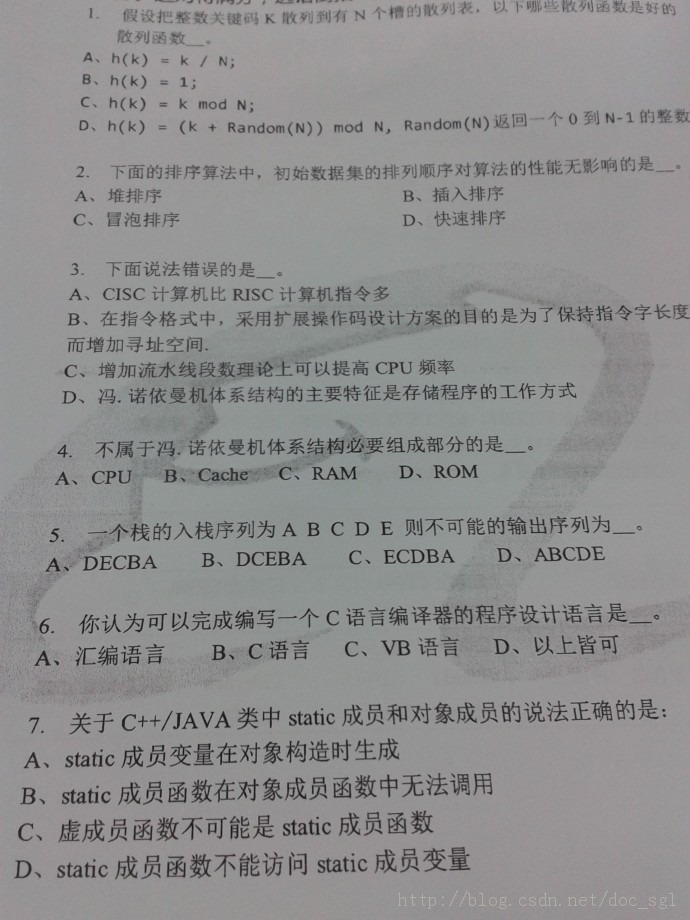 1. 假设把整数关键码 K 散列到有 N 个槽的散列表，以下哪些散列函数是好的
散列函数__。
A、h(k) = k / N;
B、h(k) = 1;
C、h(k) = k mod N;
D、h(k) = (k + Random(N)) mod N, Random(N)返回一个 0 到 N-1 的整数
2. 下面的排序算法中，初始数据集的排列顺序对算法的性能无影响的是__。
A、堆排序 B、插入排序
C、冒泡排序 D、快速排序
3. 下面说法错误的是__。
A、CISC 计算机比 RISC 计算机指令多
B、在指令格式中，采用扩展操作码设计方案的目的是为了保持指令字长度
而增加寻址空间.
C、增加流水线段数理论上可以提高 CPU 频率
D、冯.诺依曼机体系结构的主要特征是存储程序的工作方式
4. 不属于冯.诺依曼机体系结构必要组成部分的是__。
A、CPU B、Cache C、RAM D、ROM
5. 一个栈的入栈序列为 A B C D E 则不可能的输出序列为__。
A、DECBA B、DCEBA C、ECDBA D、ABCDE
6. 你认为可以完成编写一个 C 语言编译器的程序设计语言是__。
A、汇编语言 B、C 语言 C、VB 语言 D、以上皆可
7. 关于 C++/JAVA 类中 static 成员和对象成员的说法正确的是：
A、static 成员变量在对象构造时生成
B、static 成员函数在对象成员函数中无法调用
C、虚成员函数不可能是 static 成员函数
D、static 成员函数不能访问 static 成员变量
http://blog.csdn.net/doc_sgl